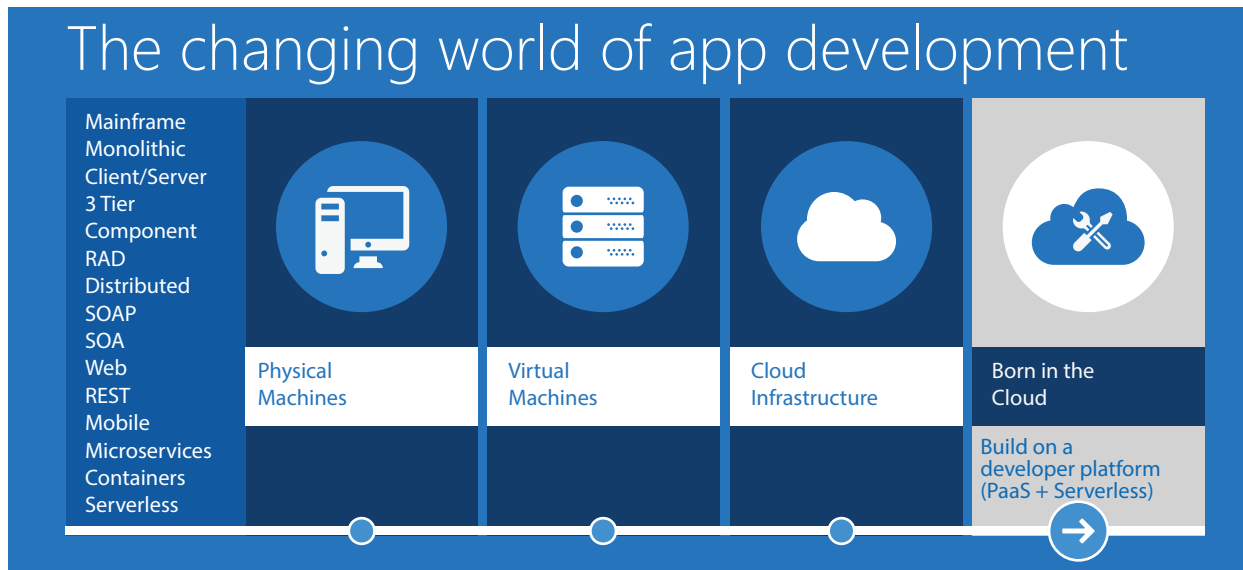 The changing world of app development
Mainframe
Monolithic
Client/Server
3 Tier
Component
RAD
Distributed
SOAP
SOA
Web
REST
Mobile
Microservices
Containers
Serverless
Physical
Machines
Virtual
Machines
Cloud
Infrastructure
Born in the
Cloud
Build on a
developer platform
(PaaS + Serverless)